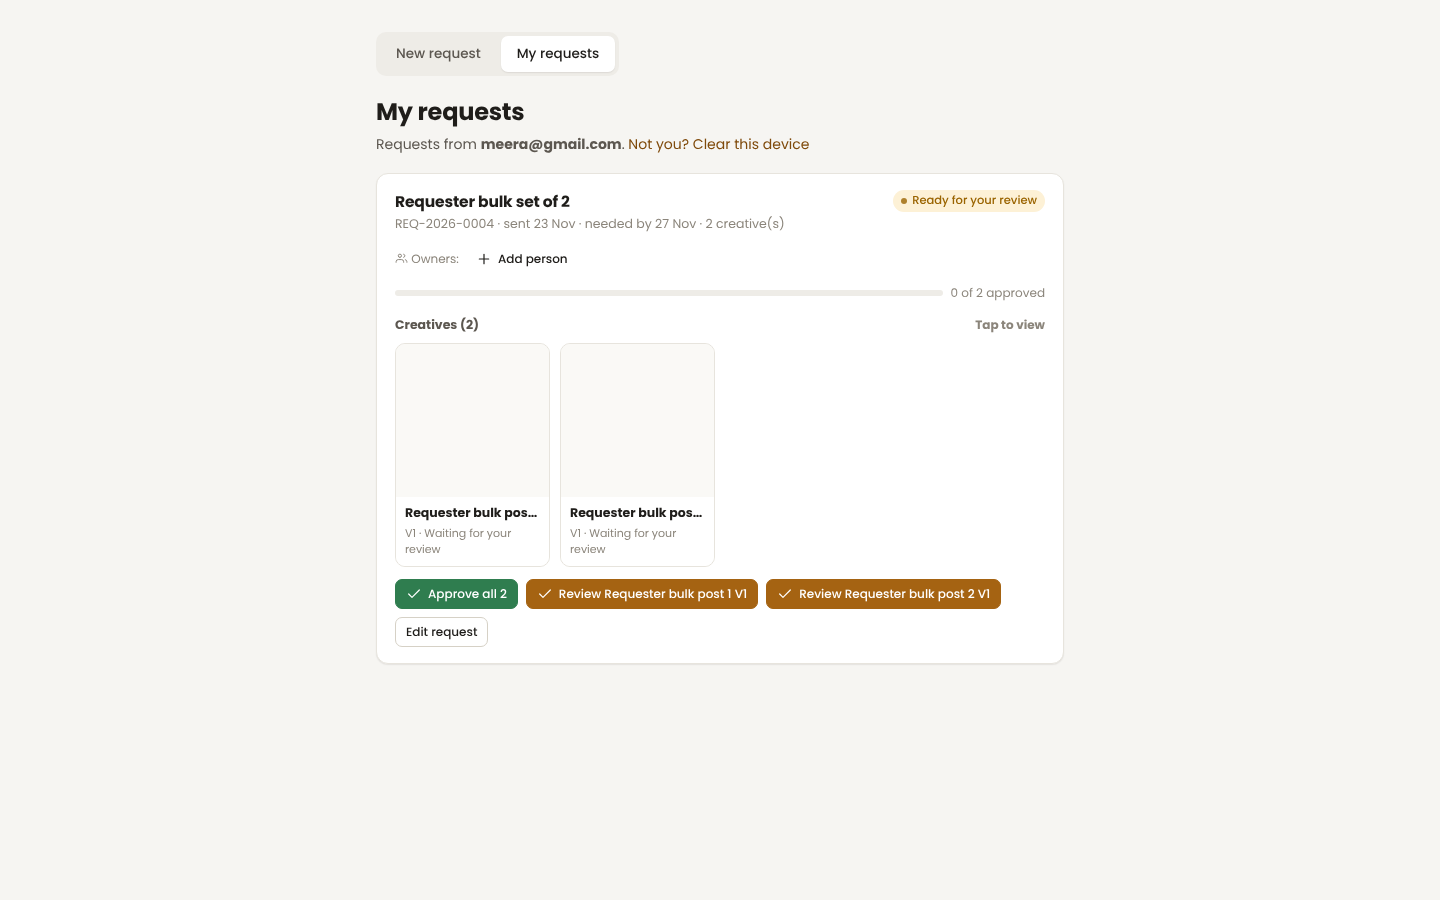 New request
My requests
My requests
Requests from meera@gmail.com. Not you? Clear this device
Requester bulk set of 2
Ready for your review
REQ-2026-0004 · sent 23 Nov · needed by 27 Nov · 2 creative(s)
Owners:
Add person
0 of 2 approved
Creatives (2)
Tap to view
Requester bulk pos...
V1 · Waiting for your
review
Requester bulk pos...
V1 · Waiting for your
review
Approve all 2
Review Requester bulk post 1 V1
Review Requester bulk post 2 V1
Edit request